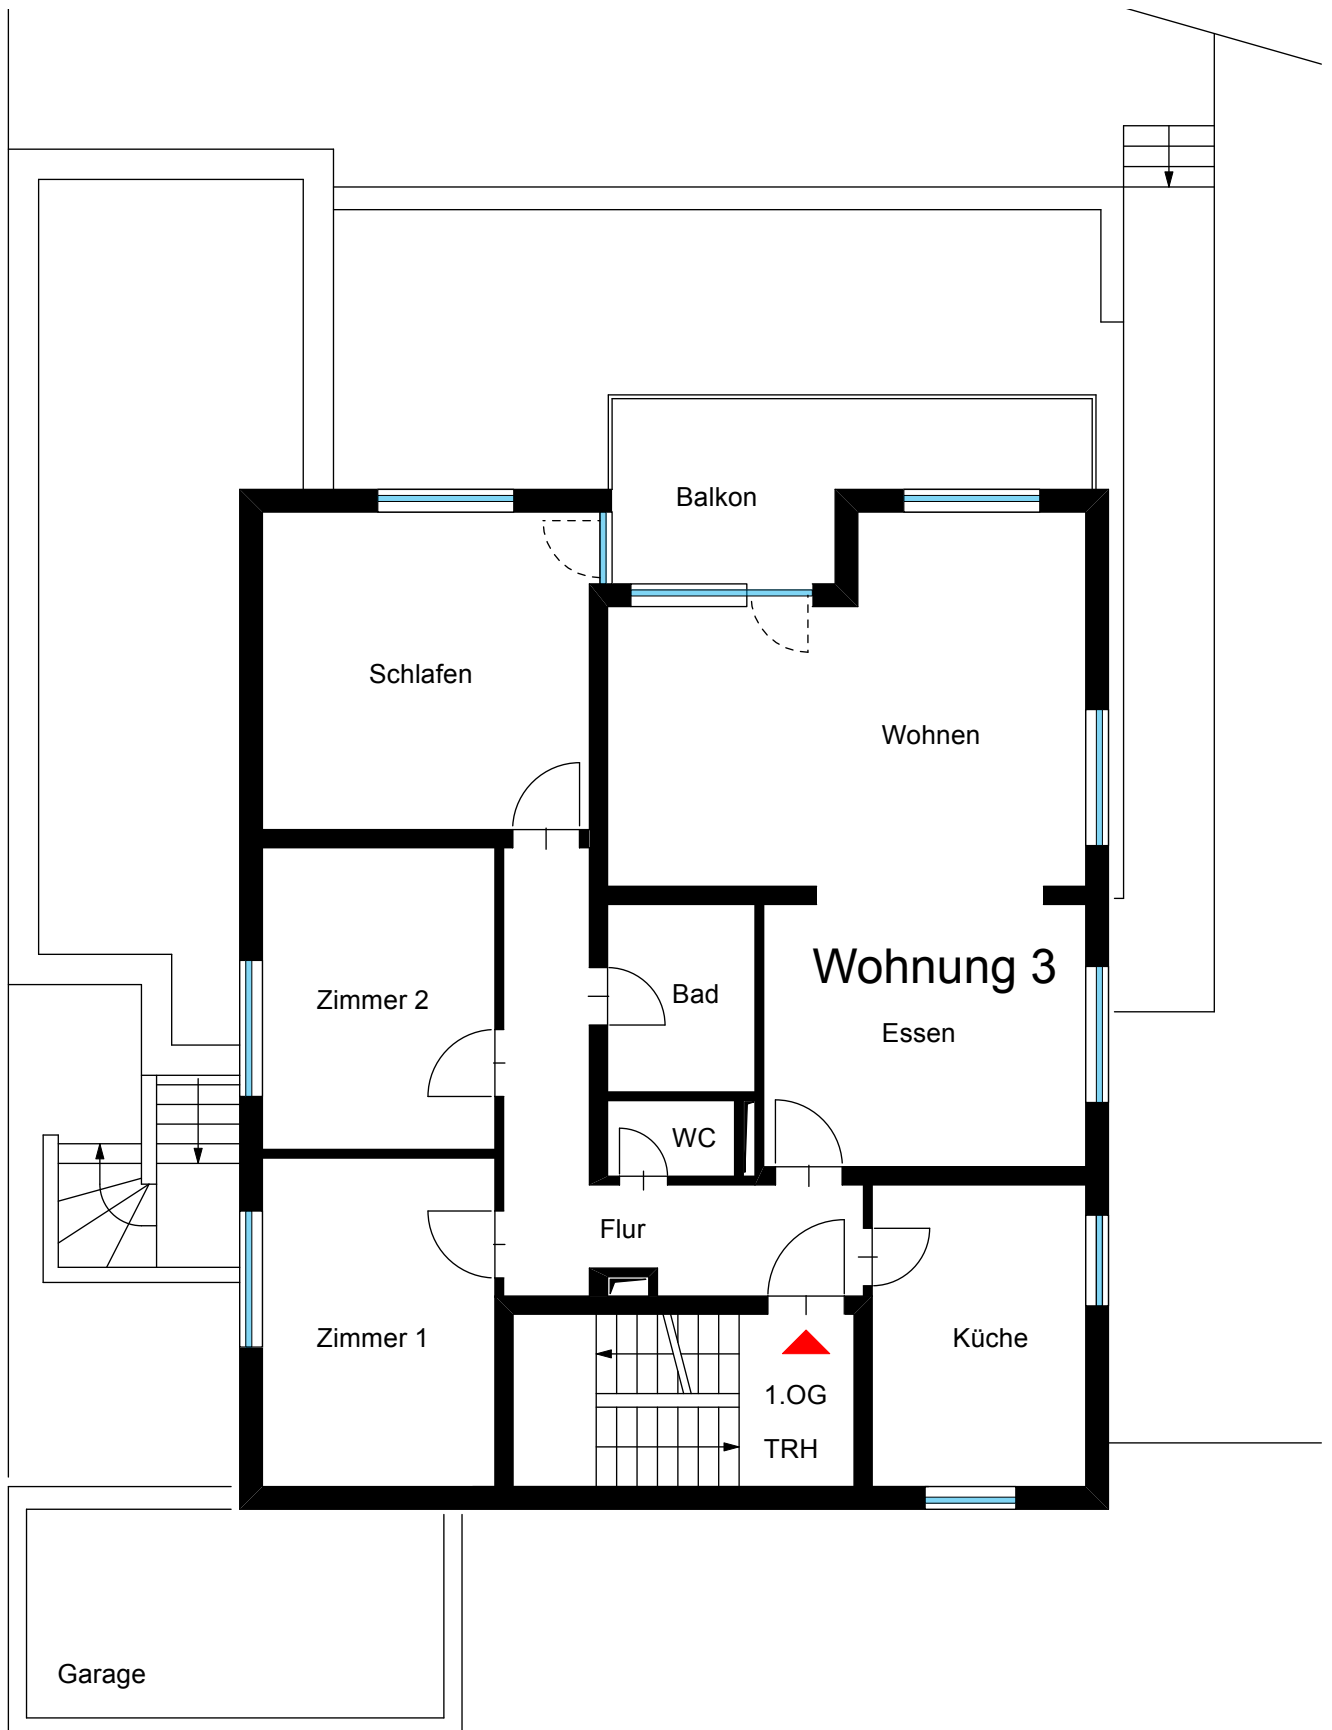 Balkon
Schlafen
Wohnen
Wohnung 3
Zimmer 2
Bad
Essen
WC
Flur
Zimmer 1
Küche
1.OG
TRH
Garage